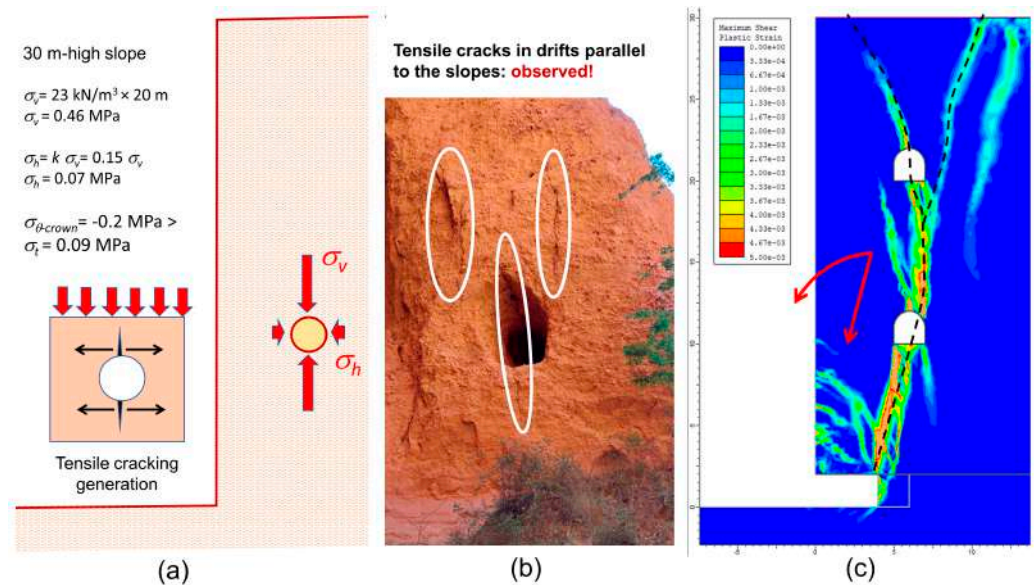 30 m-high slope
σv= 23 kN/m³ × 20 m
σv= 0.46 MPa
σh= k σv= 0.15 σv
σh= 0.07 MPa
σθ-crown= -0.2 MPa >
σt= 0.09 MPa
σv
σh
Tensile cracking
generation
(a)
Tensile cracks in drifts parallel
to the slopes: observed!
(b)
Maximum Shear
Plastic Strain
0.00e+00
3.33e-04
6.67e-04
1.00e-03
1.33e-03
1.67e-03
2.00e-03
2.33e-03
2.67e-03
3.00e-03
3.33e-03
3.67e-03
4.00e-03
4.33e-03
4.67e-03
5.00e-03
30
25
20
15
10
5
0
-5
0
5
10
(c)